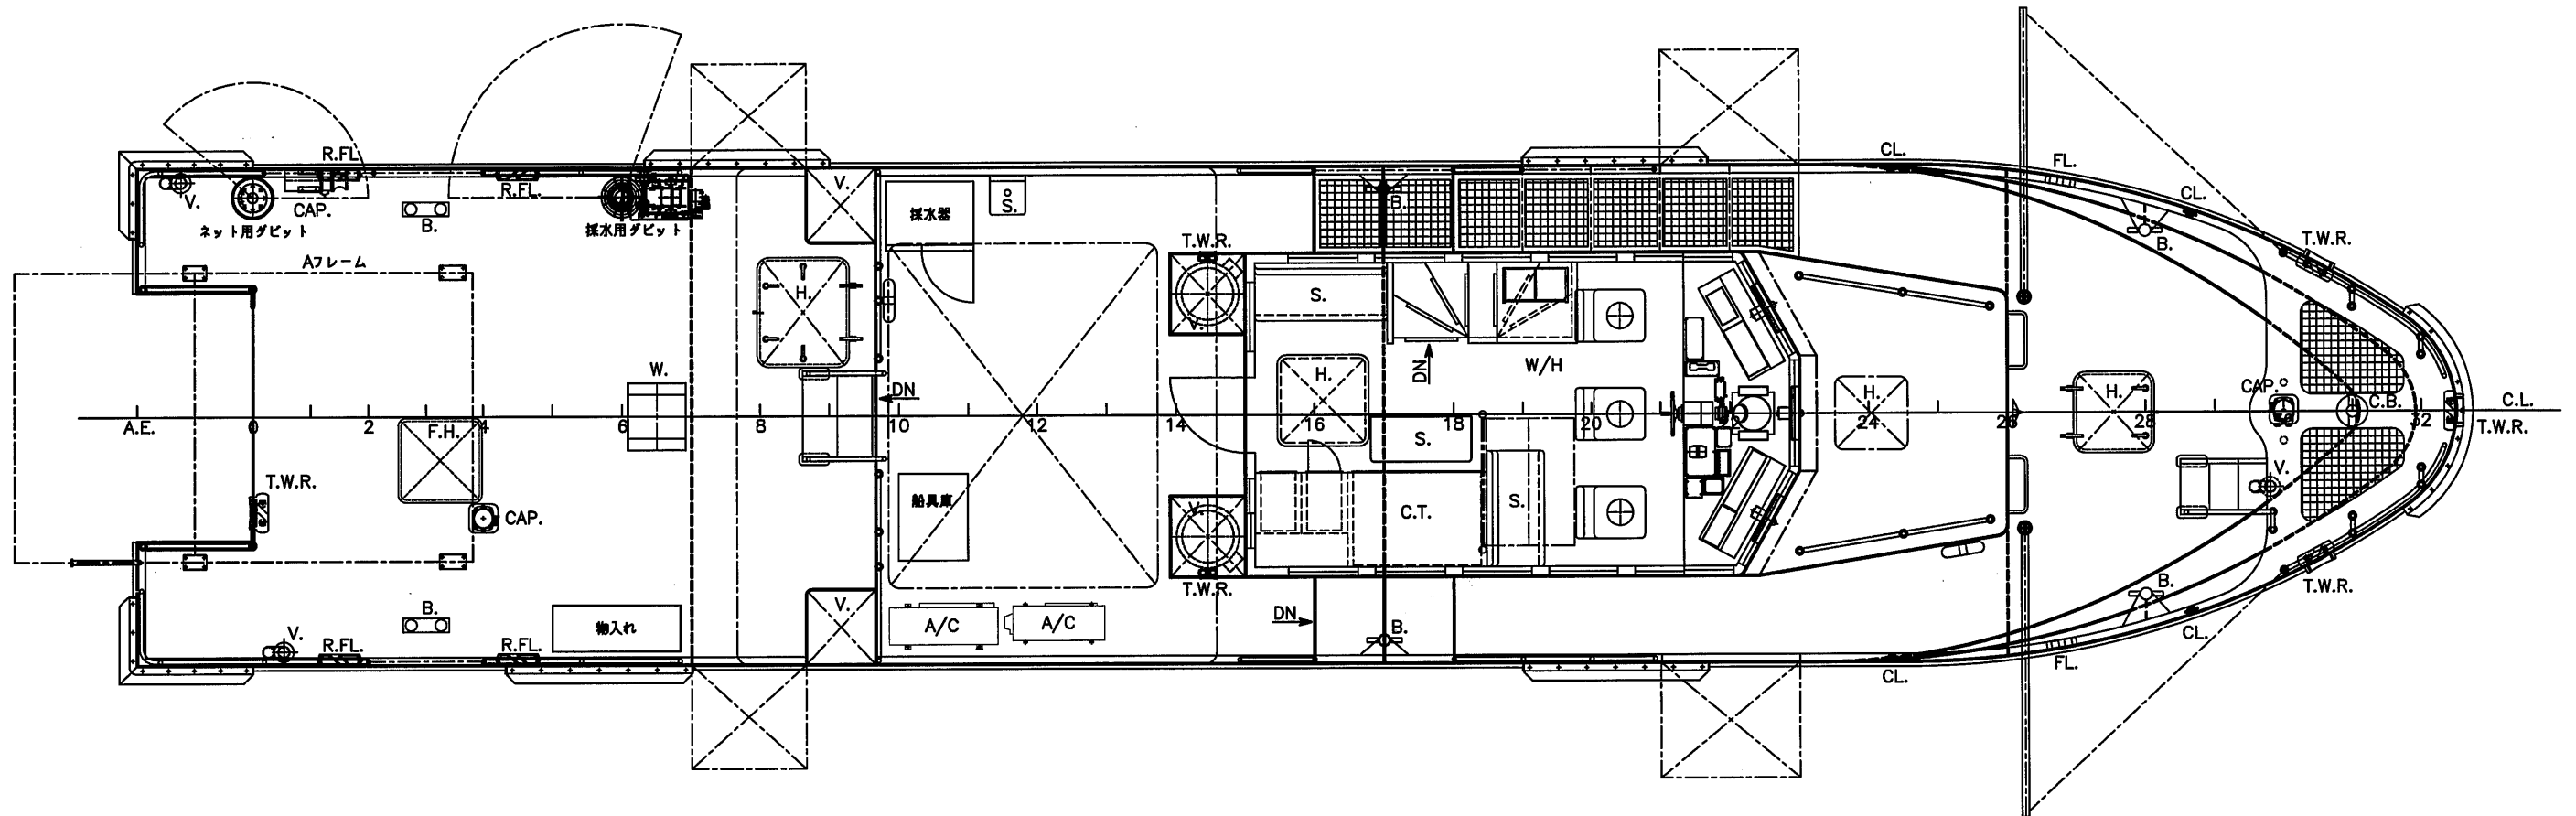 R.FL
CL.
FL.
V.
R.FL.
V.
CL.
CAP.
B.
採水器
S.
B.
ネット用ダビット
採水用ダビット
T.W.R.
B.
T.W.R.
Aフレーム
H.
S.
V.
W.
DN
DN
W/H
H.
H.
H.
CAP.
C.B.
C.L.
A.E.
0
2
4
6
8
10
12
14
16
18
20
22
24
26
28
30
32
T.W.R.
F.H.
S.
T.W.R.
CAP.
船具庫
V.
C.T.
S.
V.
T.W.R.
T.W.R.
B.
V.
DN
B.
V.
物入れ
A/C
A/C
B.
CL.
R.FL.
R.FL.
FL.
CL.